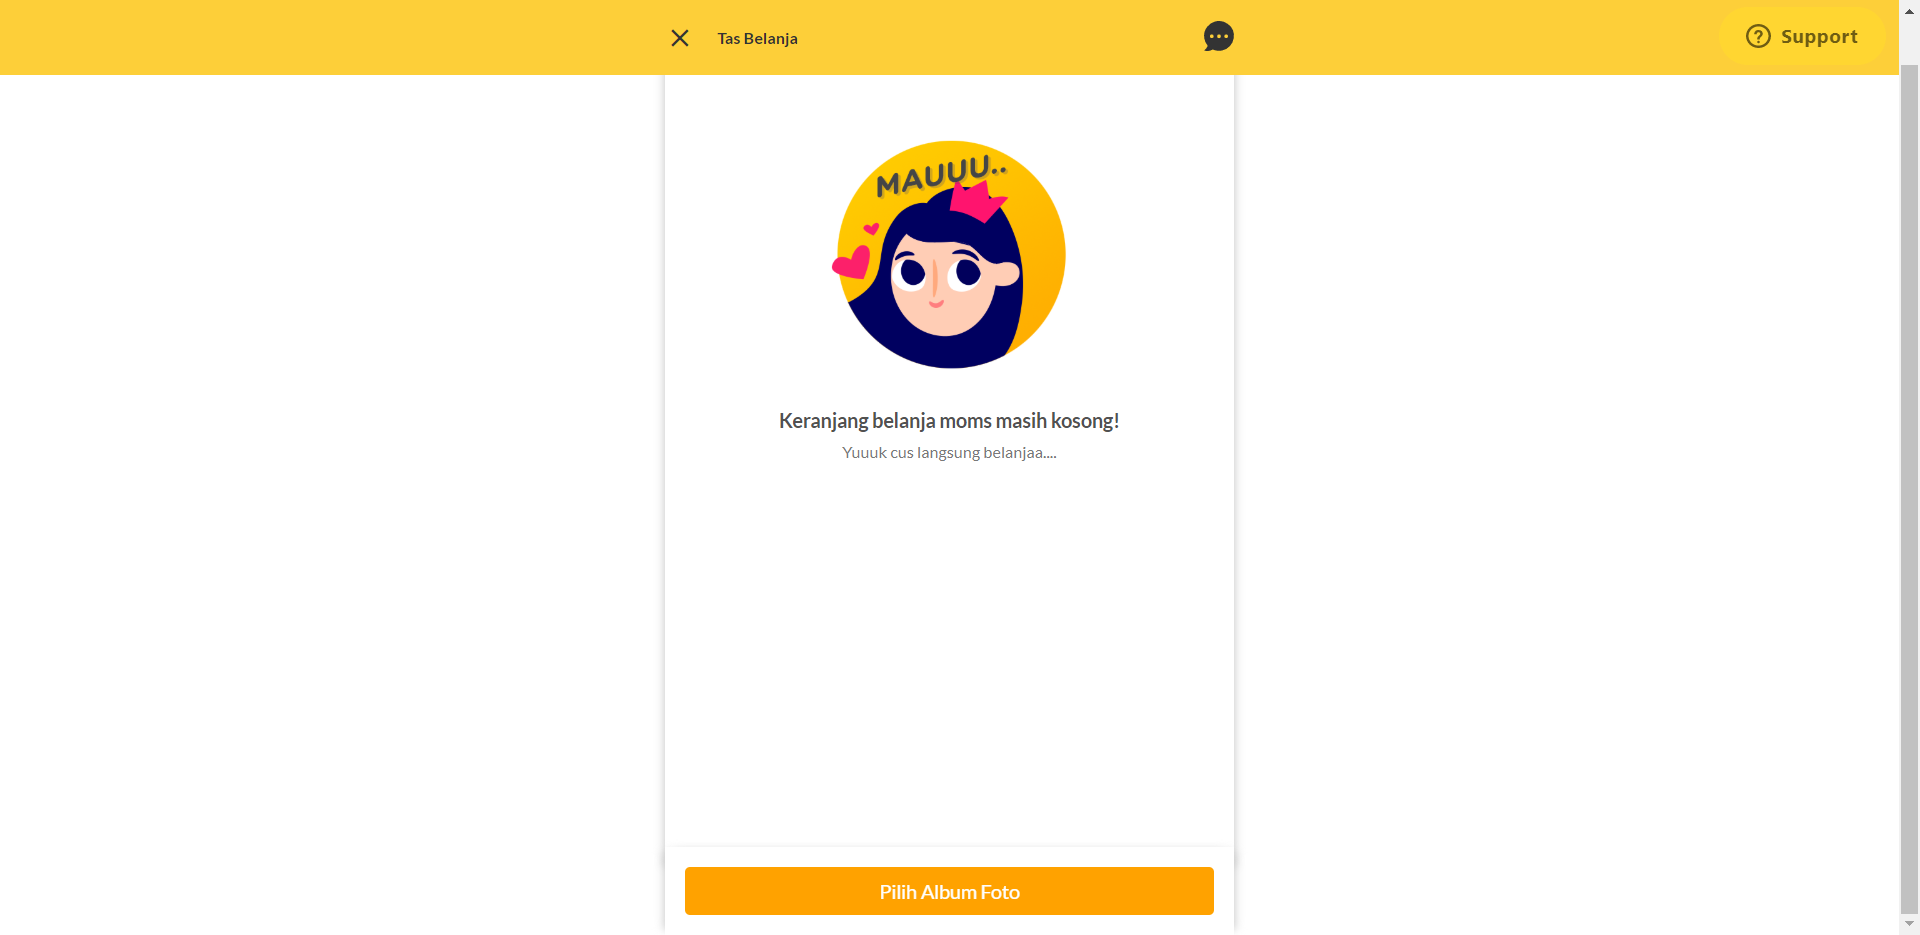 Tas Belanja
Support
MAUUU..
Keranjang belanja moms masih kosong!
Yuuuk cus langsung belanjaa....
Pilih Album Foto